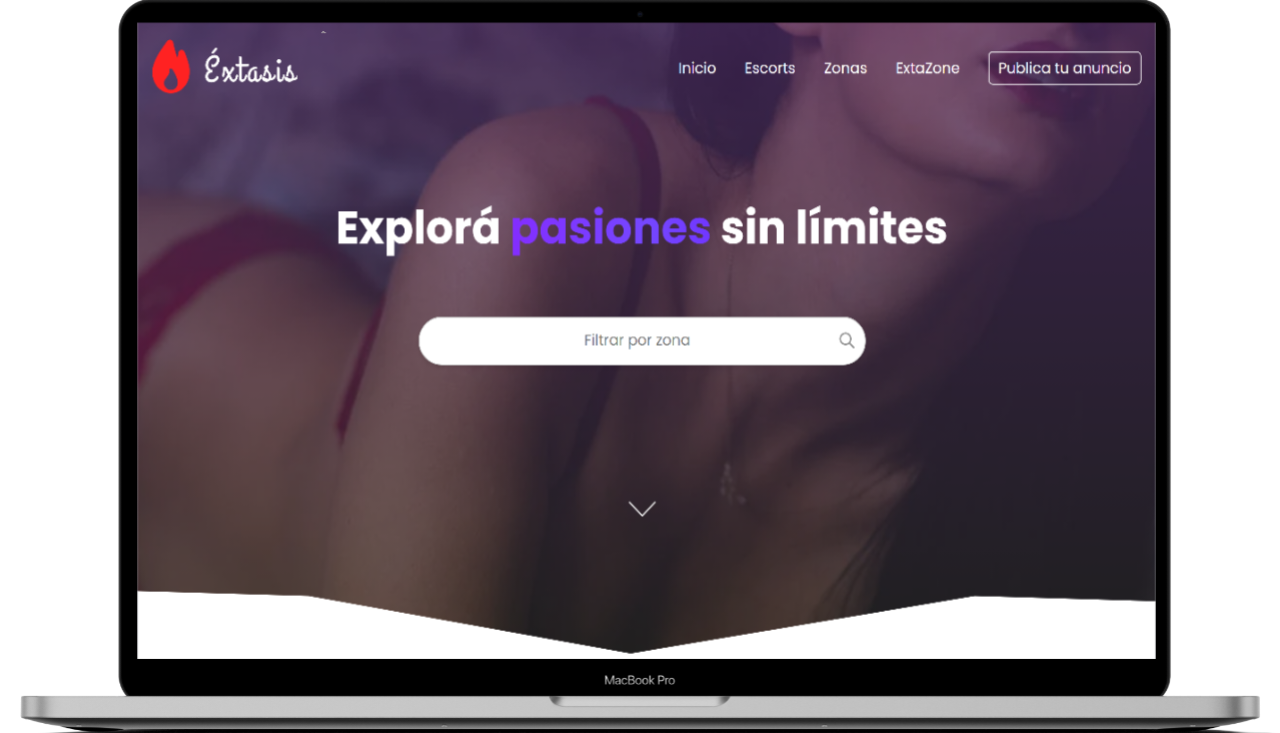 Éxtasis
Inicio Escorts Zonas ExtaZone Publica tu anuncio
Explorá pasiones sin límites
Filtrar por zona
MacBook Pro